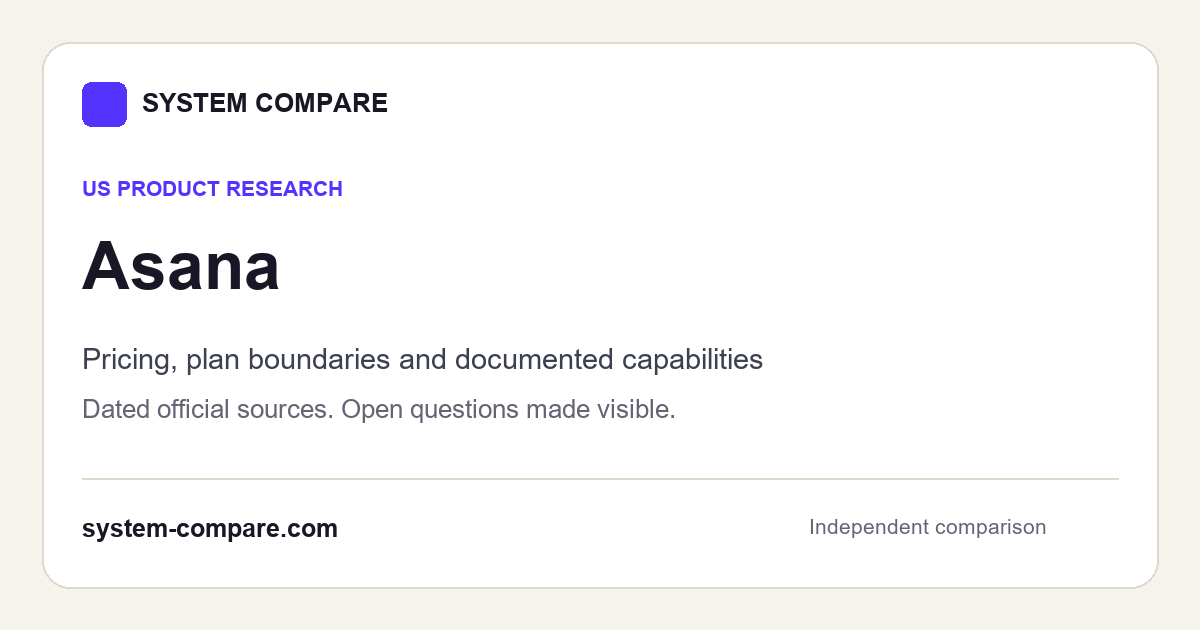 SYSTEM COMPARE
US PRODUCT RESEARCH
Asana
Pricing, plan boundaries and documented capabilities
Dated official sources. Open questions made visible.
system-compare.com
Independent comparison